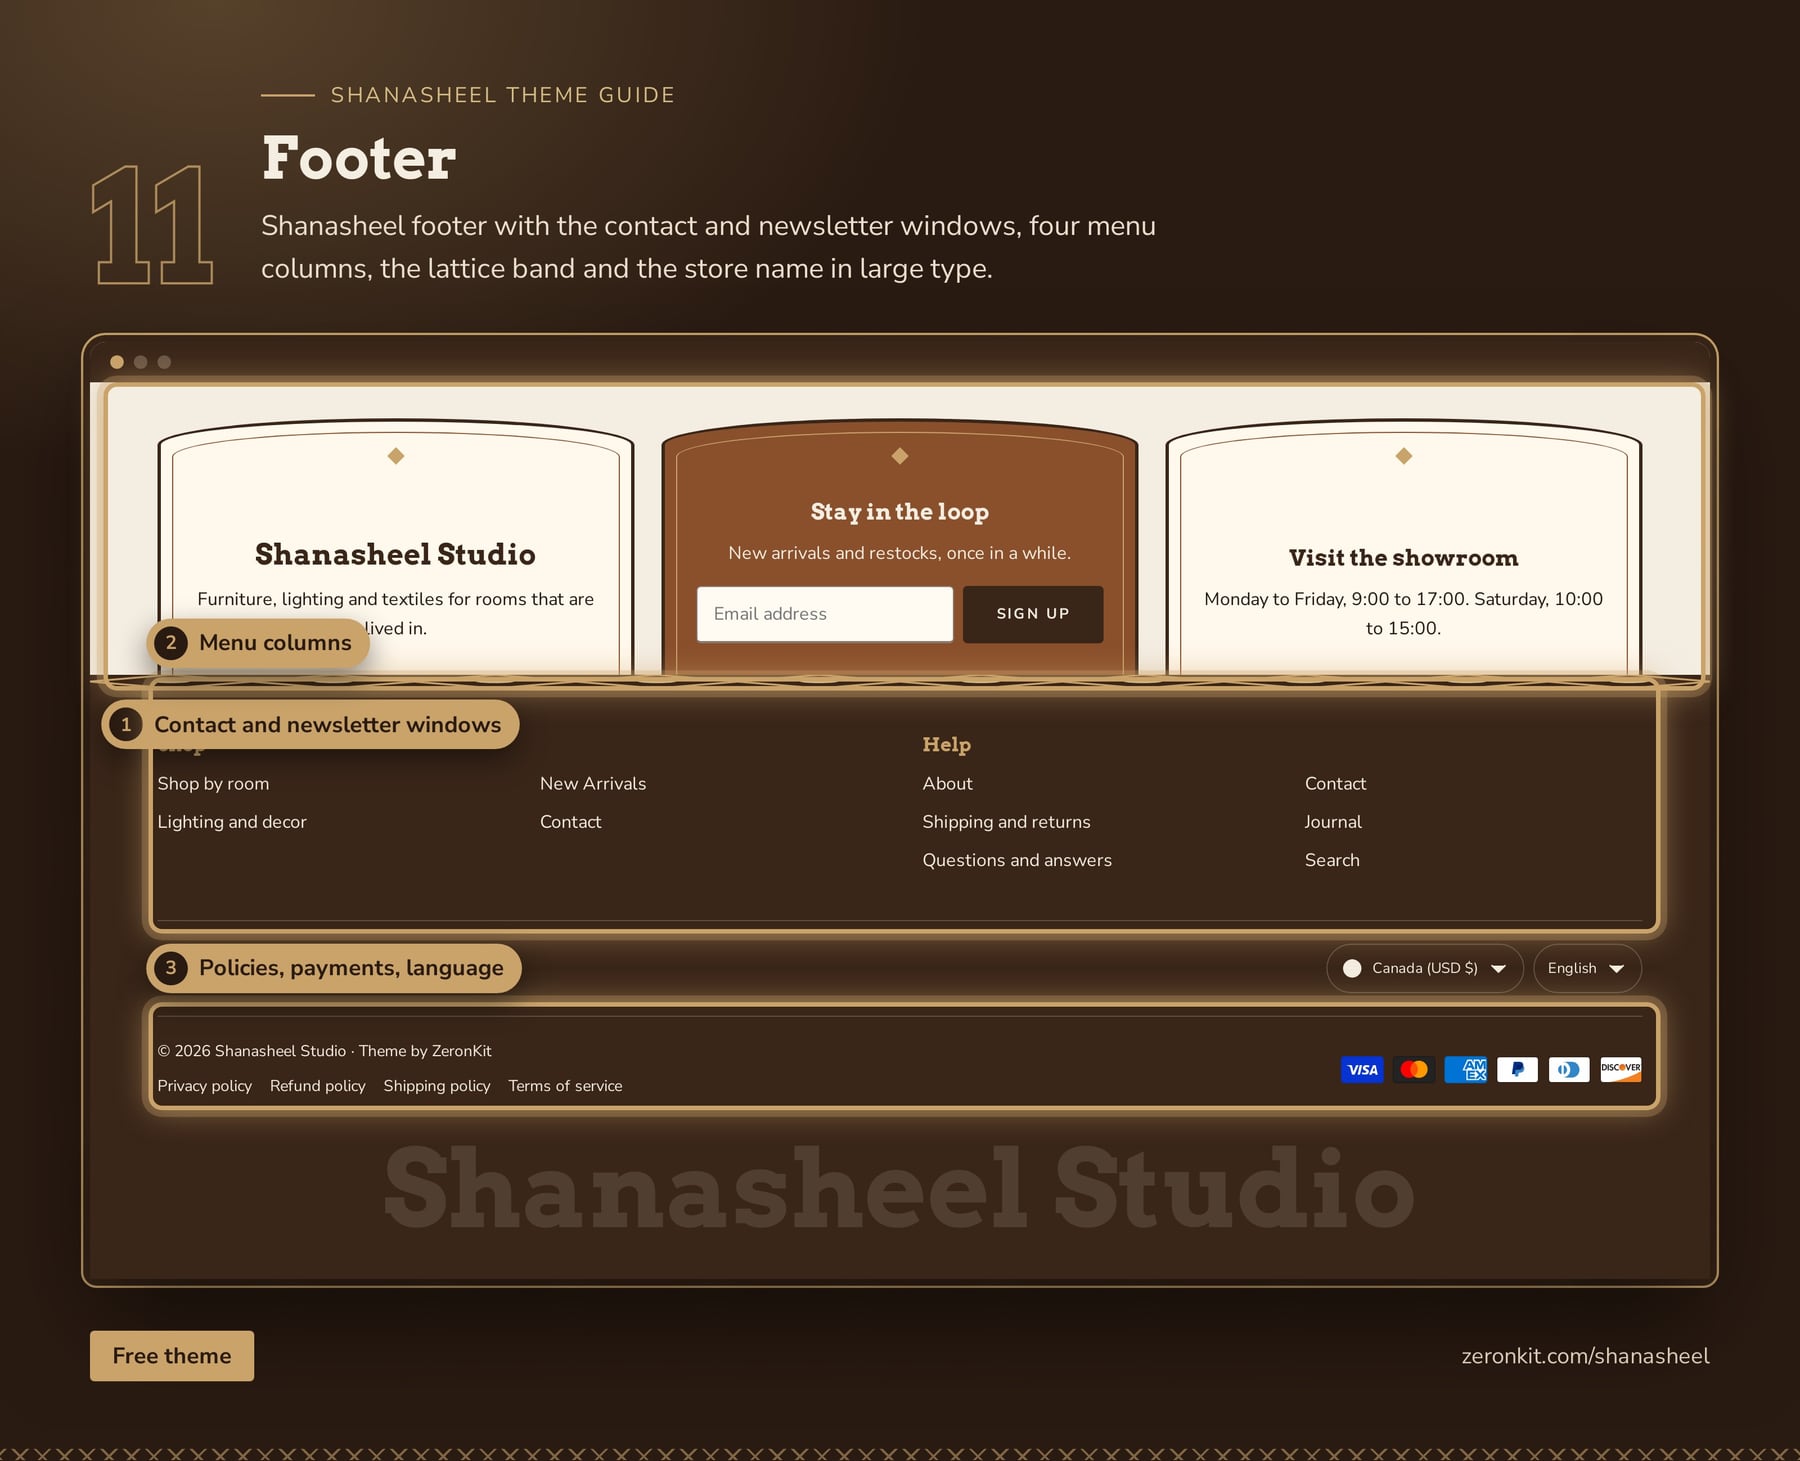 SHANASHEEL THEME GUIDE
11
Footer
Shanasheel footer with the contact and newsletter windows, four menu
columns, the lattice band and the store name in large type.
Shanasheel Studio
Furniture, lighting and textiles for rooms that are
lived in.
Stay in the loop
New arrivals and restocks, once in a while.
Email address
SIGN UP
Visit the showroom
Monday to Friday, 9:00 to 17:00. Saturday, 10:00
to 15:00.
2 Menu columns
1 Contact and newsletter windows
Shop by room
Lighting and decor
New Arrivals
Contact
Help
About
Shipping and returns
Questions and answers
Contact
Journal
Search
3 Policies, payments, language
Canada (USD $)
English
© 2026 Shanasheel Studio · Theme by ZeronKit
Privacy policy Refund policy Shipping policy Terms of service
VISA
AMEX
DISCOVER
Shanasheel Studio
Free theme
zeronkit.com/shanasheel